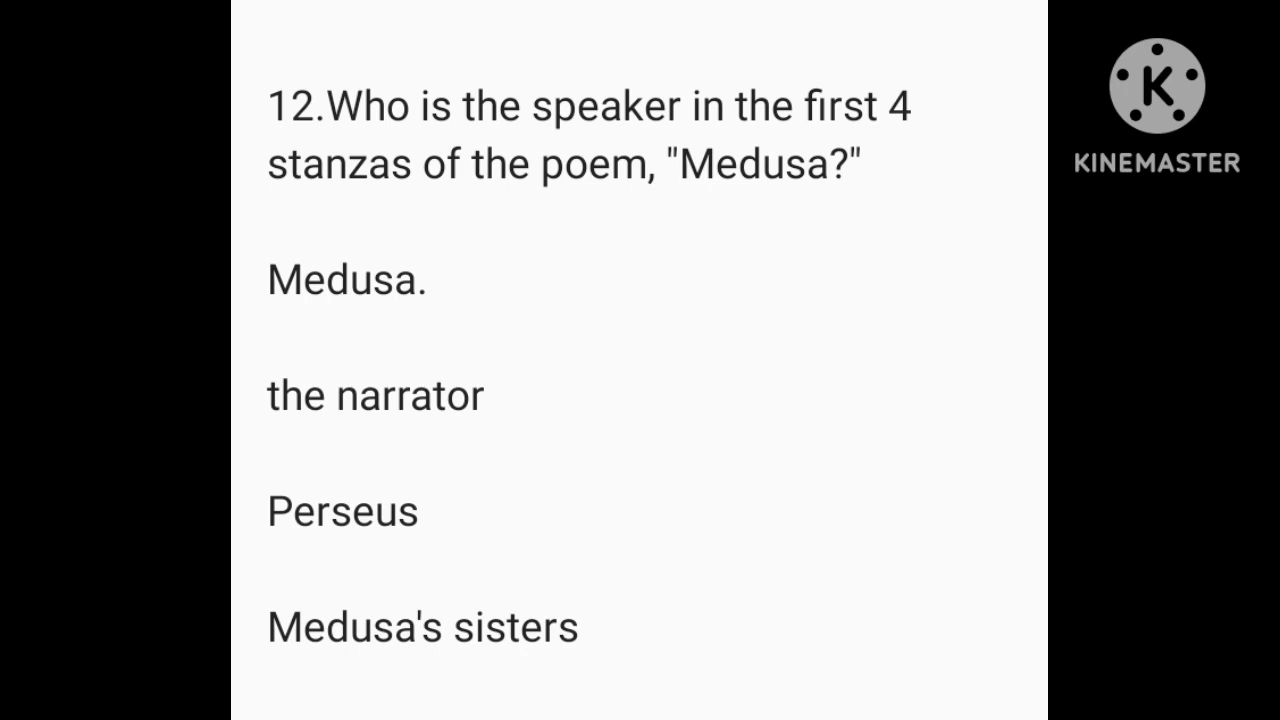 12.Who is the speaker in the first 4
stanzas of the poem, "Medusa?"
Medusa.
the narrator
Perseus
Medusa's sisters
K
KINEMASTER